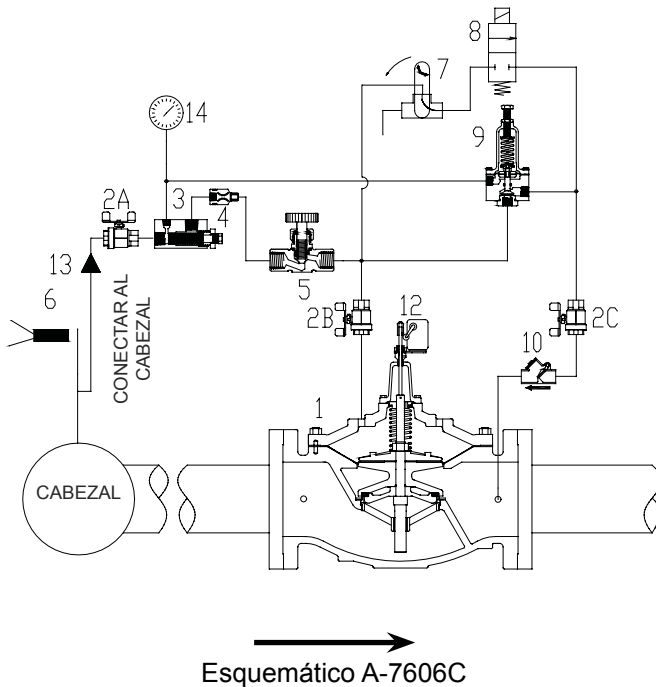 8
7
14
9
2A
3
4
13
6
5
CONECTAR AL
CABEZAL
2B
12
2C
10
1
CABEZAL
Esquemático A-7606C